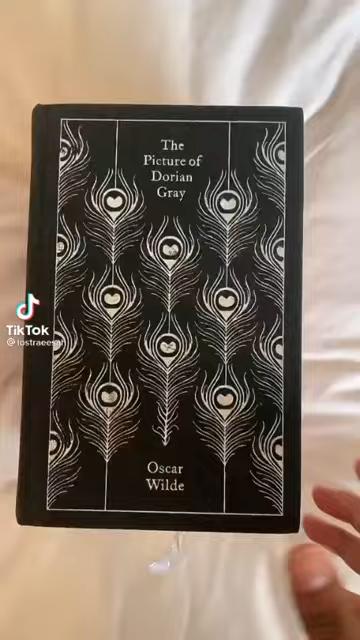 The
Picture of
Dorian
Gray
TikTok
Oscar
Wilde